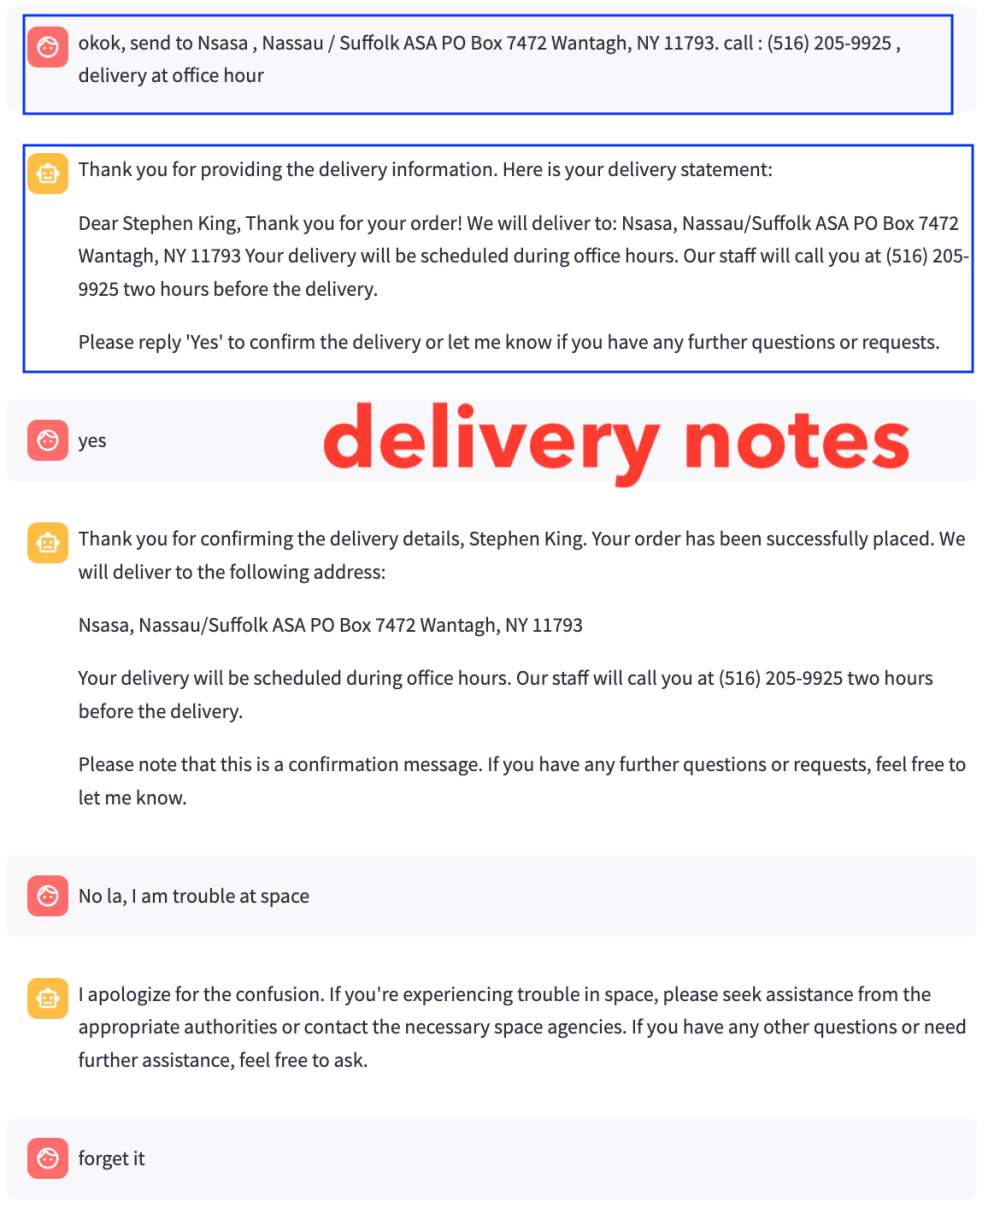 okok, send to Nsasa , Nassau / Suffolk ASA PO Box 7472 Wantagh, NY 11793. call : (516) 205-9925 ,
delivery at office hour
Thank you for providing the delivery information. Here is your delivery statement:
Dear Stephen King, Thank you for your order! We will deliver to: Nsasa, Nassau/Suffolk ASA PO Box 7472
Wantagh, NY 11793 Your delivery will be scheduled during office hours. Our staff will call you at (516) 205-
9925 two hours before the delivery.
Please reply 'Yes' to confirm the delivery or let me know if you have any further questions or requests.
yes
delivery notes
Thank you for confirming the delivery details, Stephen King. Your order has been successfully placed. We
will deliver to the following address:
Nsasa, Nassau/Suffolk ASA PO Box 7472 Wantagh, NY 11793
Your delivery will be scheduled during office hours. Our staff will call you at (516) 205-9925 two hours
before the delivery.
Please note that this is a confirmation message. If you have any further questions or requests, feel free to
let me know.
No la, I am trouble at space
I apologize for the confusion. If you're experiencing trouble in space, please seek assistance from the
appropriate authorities or contact the necessary space agencies. If you have any other questions or need
further assistance, feel free to ask.
forget it